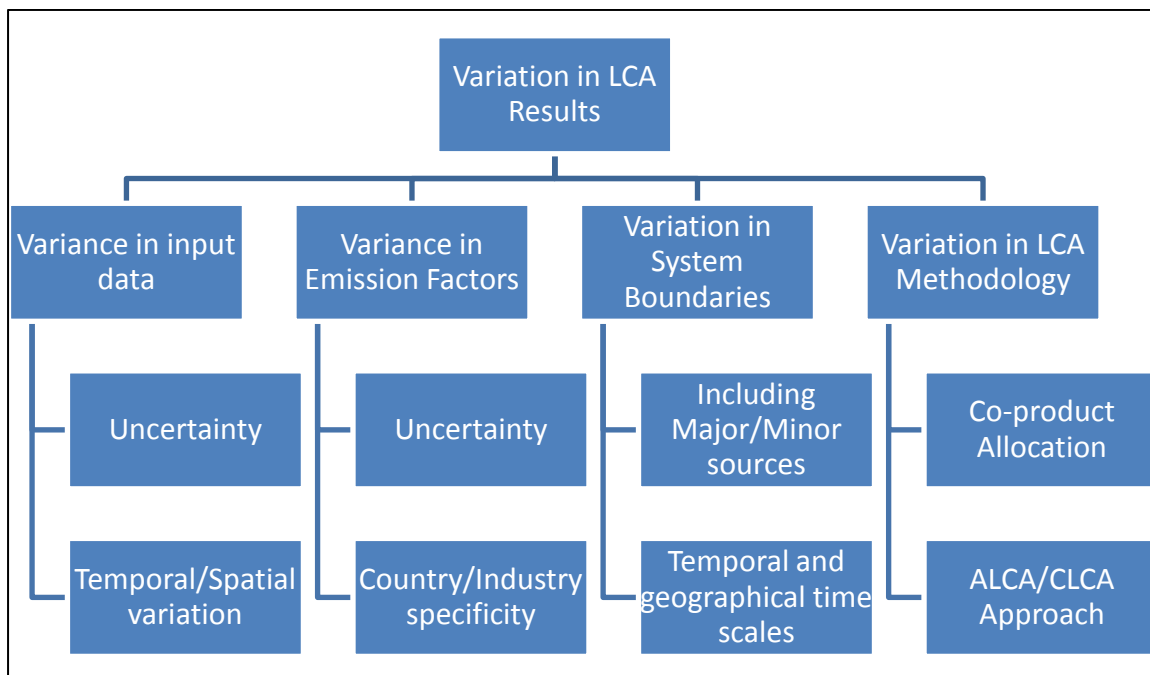 Variation in LCA
Results
Variance in input
data
Variance in
Emission Factors
Variation in
System
Boundaries
Variation in LCA
Methodology
Uncertainty
Uncertainty
Including
Major/Minor
sources
Co-product
Allocation
Temporal/Spatial
variation
Country/Industry
specificity
Temporal and
geographical time
scales
ALCA/CLCA
Approach